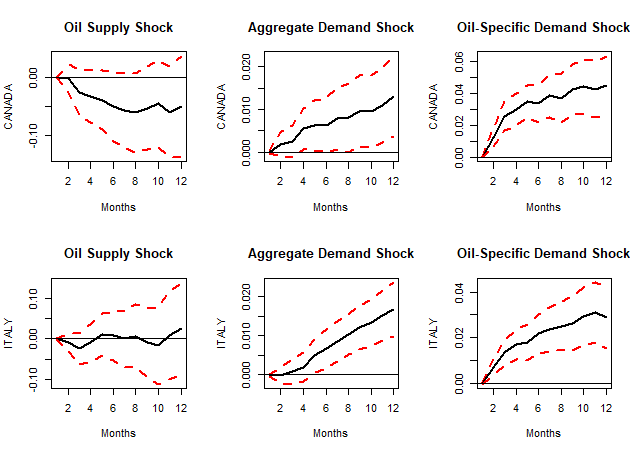 Oil Supply Shock
Aggregate Demand Shock
Oil-Specific Demand Shock
CANADA
0.00
-0.10
2 4 6 8 10 12
Months
CANADA
0.020
0.010
0.000
2 4 6 8 10 12
Months
CANADA
0.06
0.04
0.02
0.00
2 4 6 8 10 12
Months
Oil Supply Shock
Aggregate Demand Shock
Oil-Specific Demand Shock
ITALY
0.10
0.00
-0.10
2 4 6 8 10 12
Months
ITALY
0.020
0.010
0.000
2 4 6 8 10 12
Months
ITALY
0.04
0.02
0.00
2 4 6 8 10 12
Months